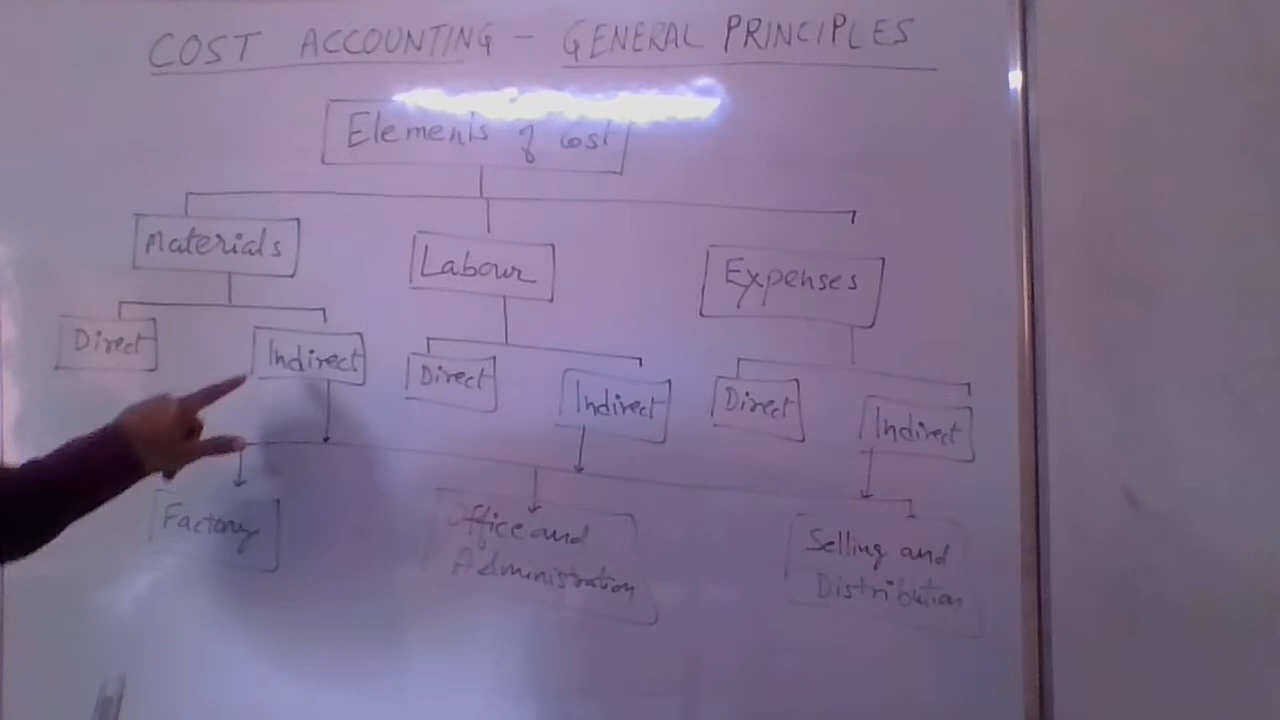 COST ACCOUNTING - GENERAL PRINCIPLES
Elements of cost
Materials
Labour
Expenses
Direct
Indirect
Direct
Indirect
Direct
Indirect
Factory
Office and
Administration
Selling and
Distribution